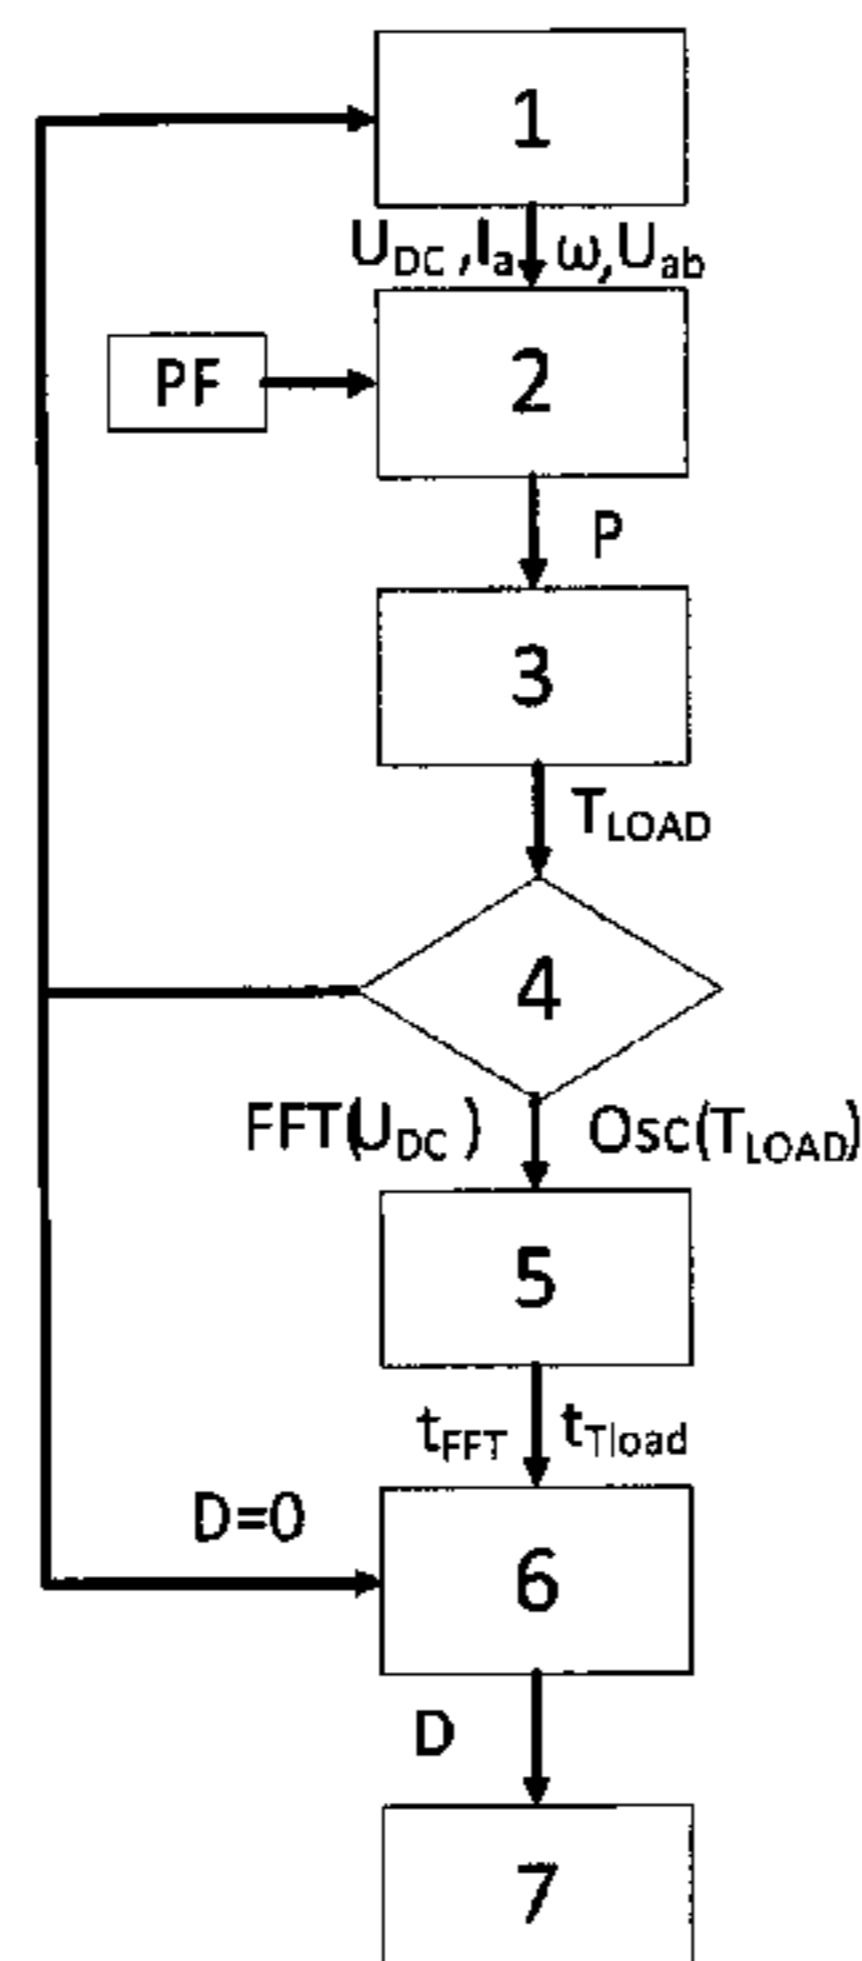 1
U_DC ,I_a ω,U_ab
PF
2
P
3
T_LOAD
4
FFT(U_DC ) Osc(T_LOAD)
5
t_FFT t_Tload
D=0
6
D
7